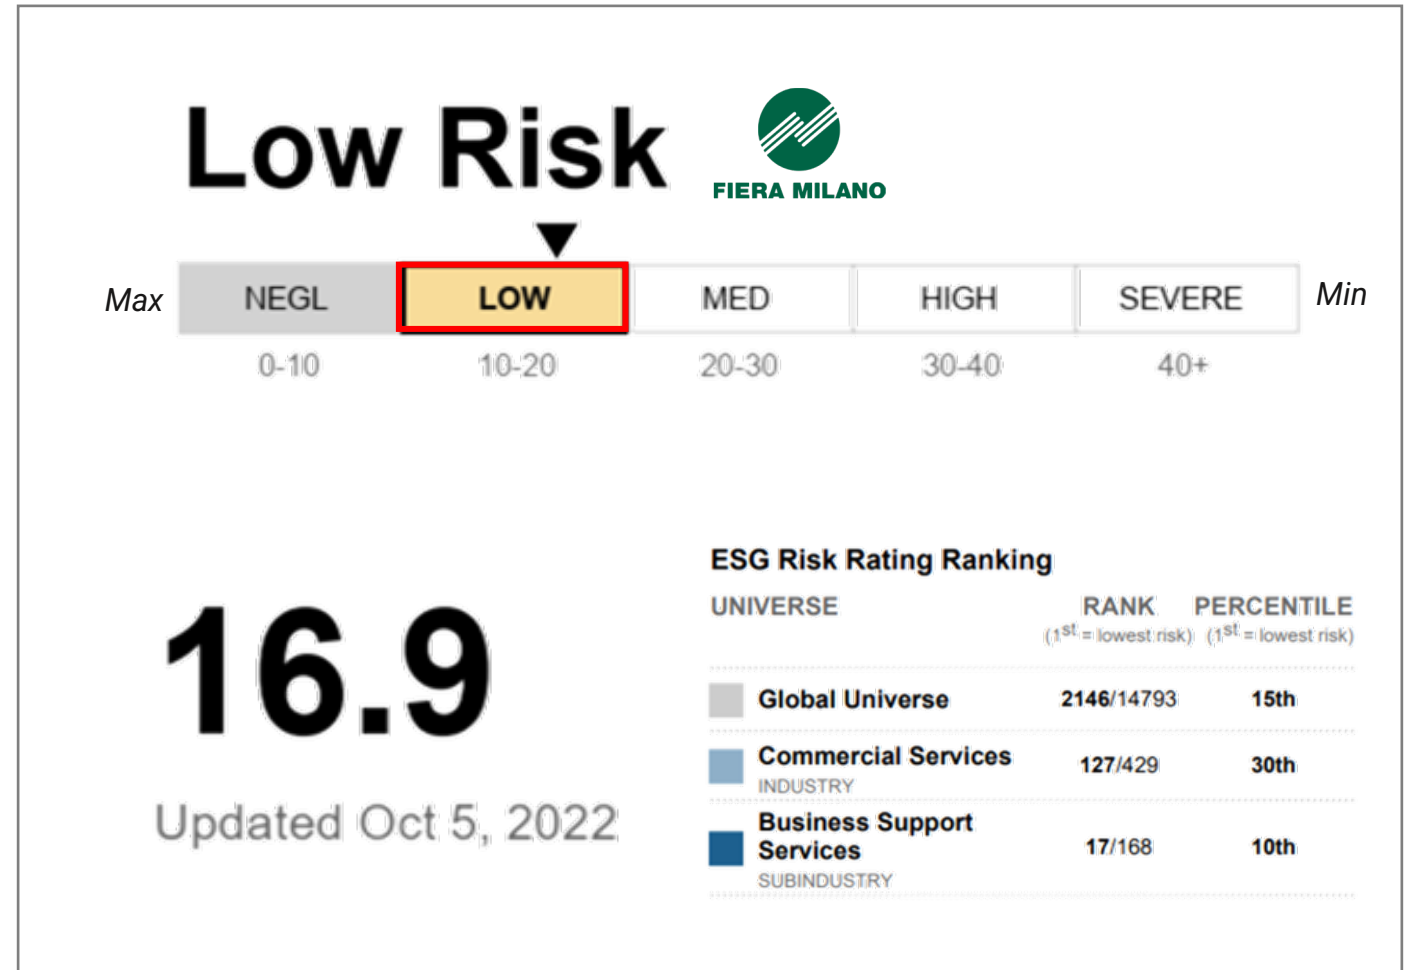 Low Risk
FIERA MILANO
Max NEGL LOW MED HIGH SEVERE Min
0-10 10-20 20-30 30-40 40+
16.9
Updated Oct 5, 2022
ESG Risk Rating Ranking
UNIVERSE RANK PERCENTILE
(1st = lowest risk) (1st = lowest risk)
Global Universe 2146/14793 15th
Commercial Services 127/429 30th
INDUSTRY
Business Support
Services 17/168 10th
SUBINDUSTRY